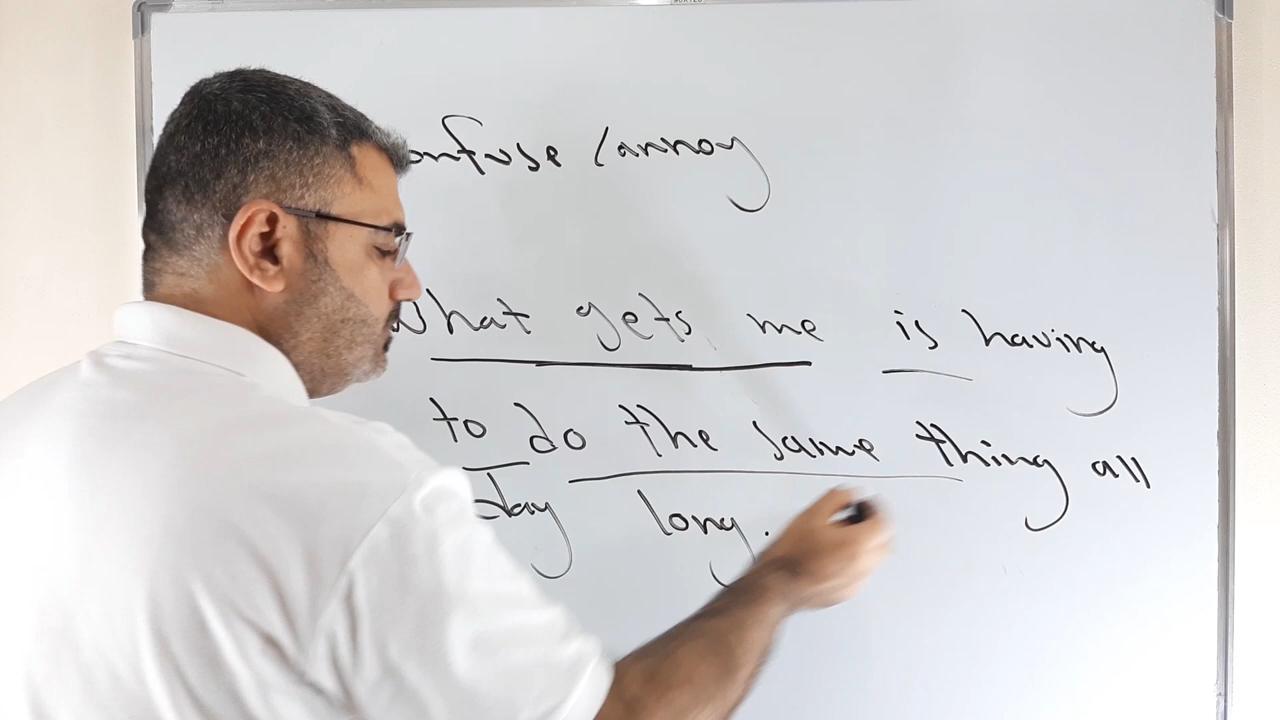 onfuse / annoy
What gets me is having
to do the same thing all
day long.